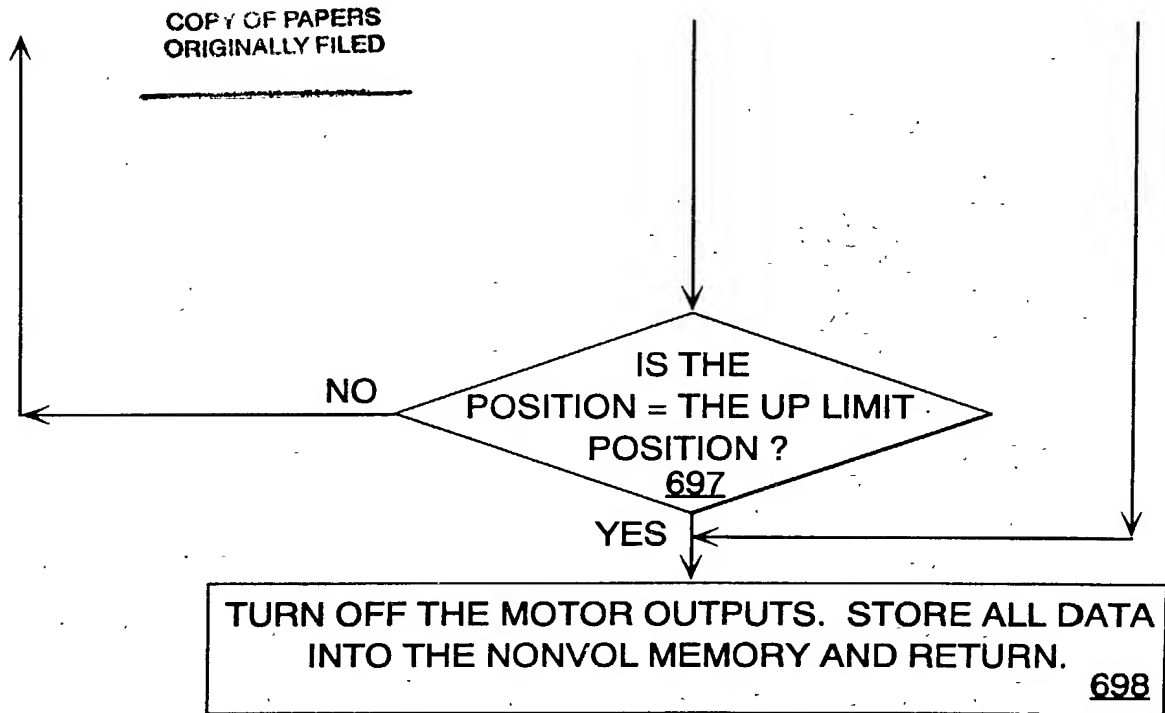 COPY OF PAPERS
ORIGINALLY FILED
IS THE
NO
POSITION = THE UP LIMIT
POSITION ?
697
YES
TURN OFF THE MOTOR OUTPUTS. STORE ALL DATA
INTO THE NONVOL MEMORY AND RETURN.
698